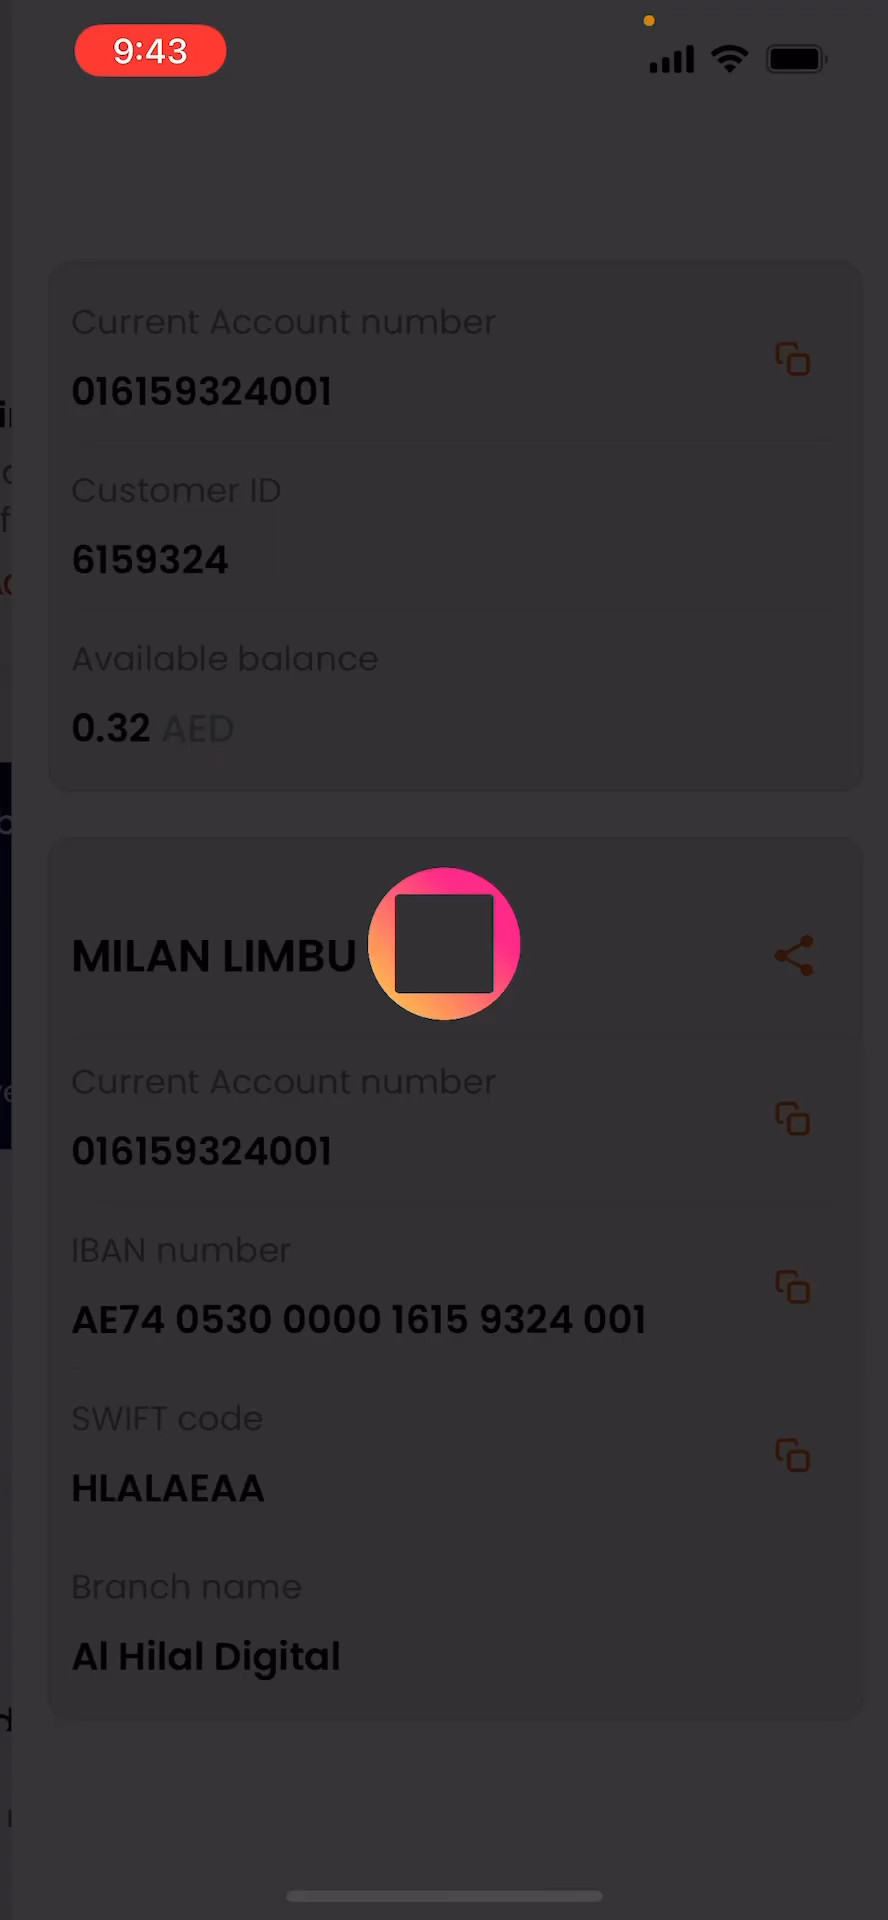 9:43
Current Account number
016159324001
Customer ID
6159324
Available balance
0.32 AED
MILAN LIMBU
Current Account number
016159324001
IBAN number
AE74 0530 0000 1615 9324 001
SWIFT code
HLALAEAA
Branch name
Al Hilal Digital